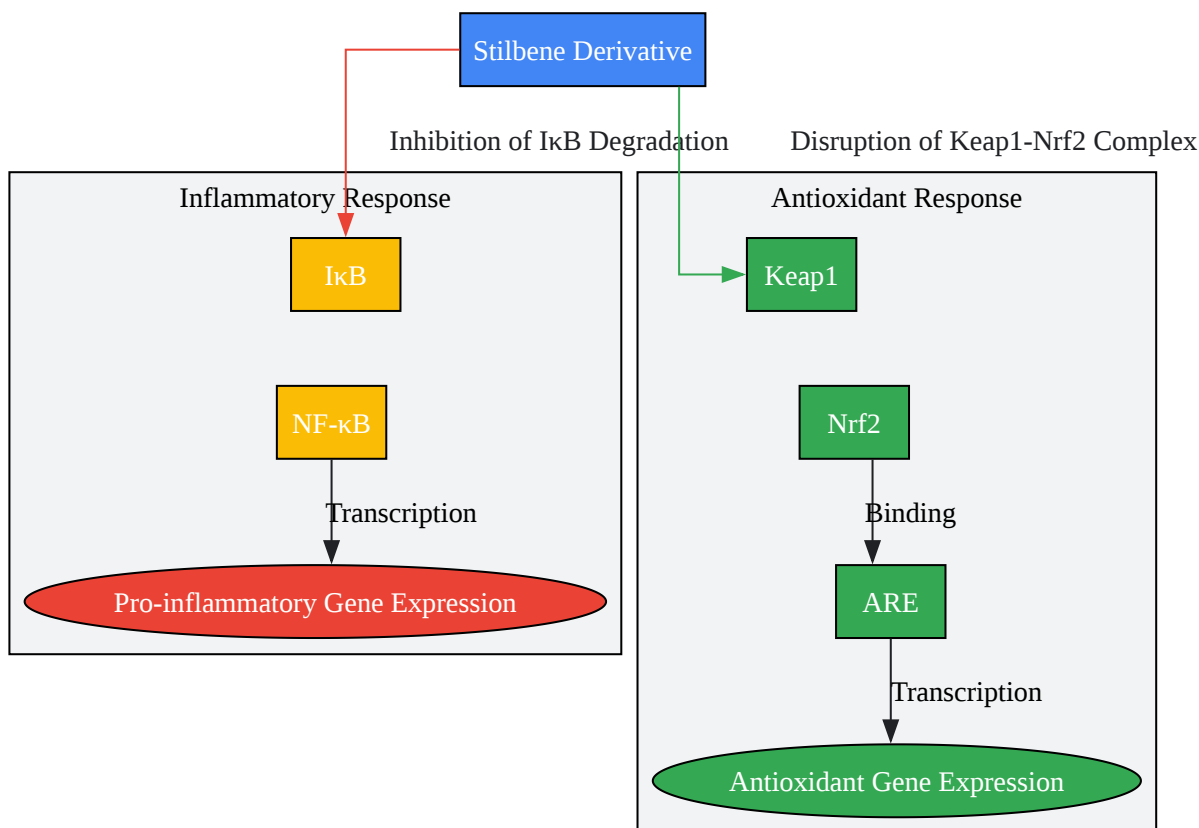 Stilbene Derivative
Inhibition of IκB Degradation
Disruption of Keap1-Nrf2 Complex
Inflammatory Response
IκB
NF-κB
Transcription
Pro-inflammatory Gene Expression
Antioxidant Response
Keap1
Nrf2
Binding
ARE
Transcription
Antioxidant Gene Expression